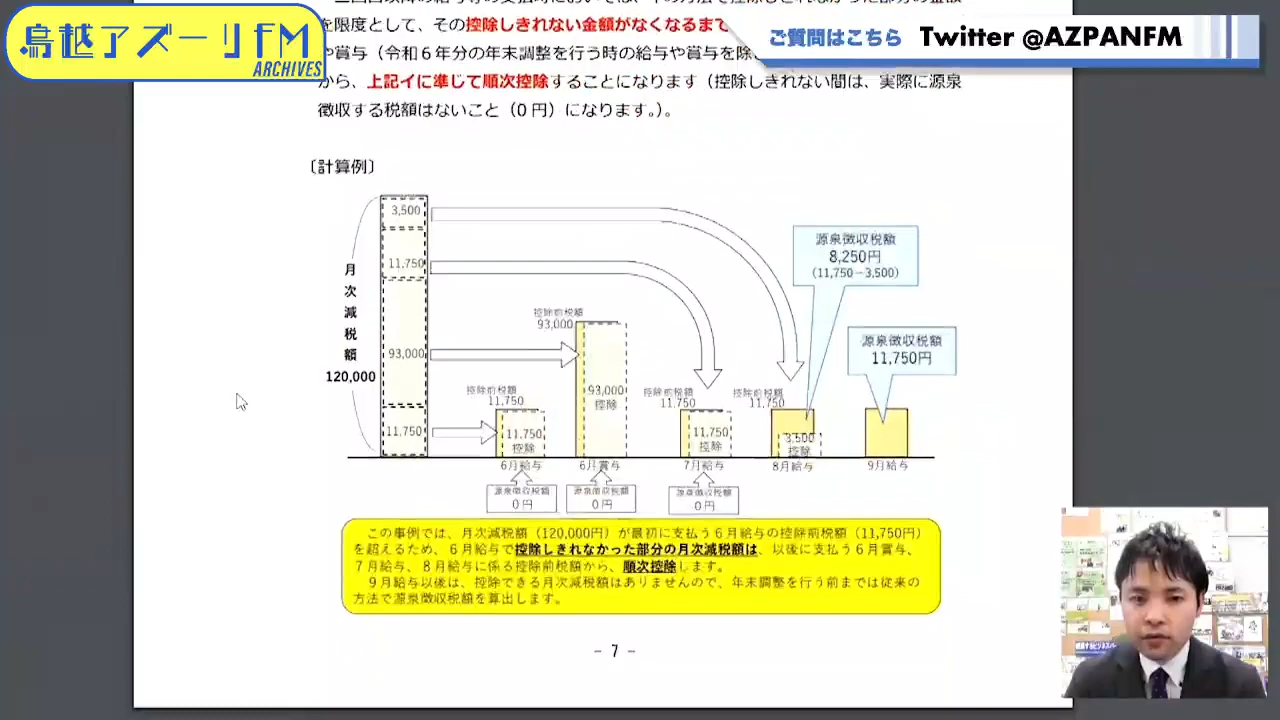 鳥越アズーリFM
ARCHIVES
ご質問はこちら Twitter @AZPANFM
を限度として、その控除しきれない金額がなくなるまで
や賞与（令和６年分の年末調整を行う時の給与や賞与を除
から、上記イに準じて順次控除することになります（控除しきれない間は、実際に源泉
徴収する税額はないこと（0 円）になります。）。
〔計算例〕
月次減税額
120,000
3,500
11,750
93,000
11,750
控除前税額
11,750
11,750
控除
6月給与
源泉徴収税額
0 円
控除前税額
93,000
93,000
控除
6月賞与
源泉徴収税額
0 円
控除前税額
11,750
11,750
控除
7月給与
源泉徴収税額
0 円
控除前税額
11,750
3,500
控除
8月給与
源泉徴収税額
8,250円
(11,750－3,500)
源泉徴収税額
11,750円
9月給与
この事例では、月次減税額（120,000円）が最初に支払う６月給与の控除前税額（11,750円）
を超えるため、６月給与で控除しきれなかった部分の月次減税額は、以後に支払う６月賞与、
７月給与、８月給与に係る控除前税額から、順次控除します。
９月給与以後は、控除できる月次減税額はありませんので、年末調整を行う前までは従来の
方法で源泉徴収税額を算出します。
- 7 -